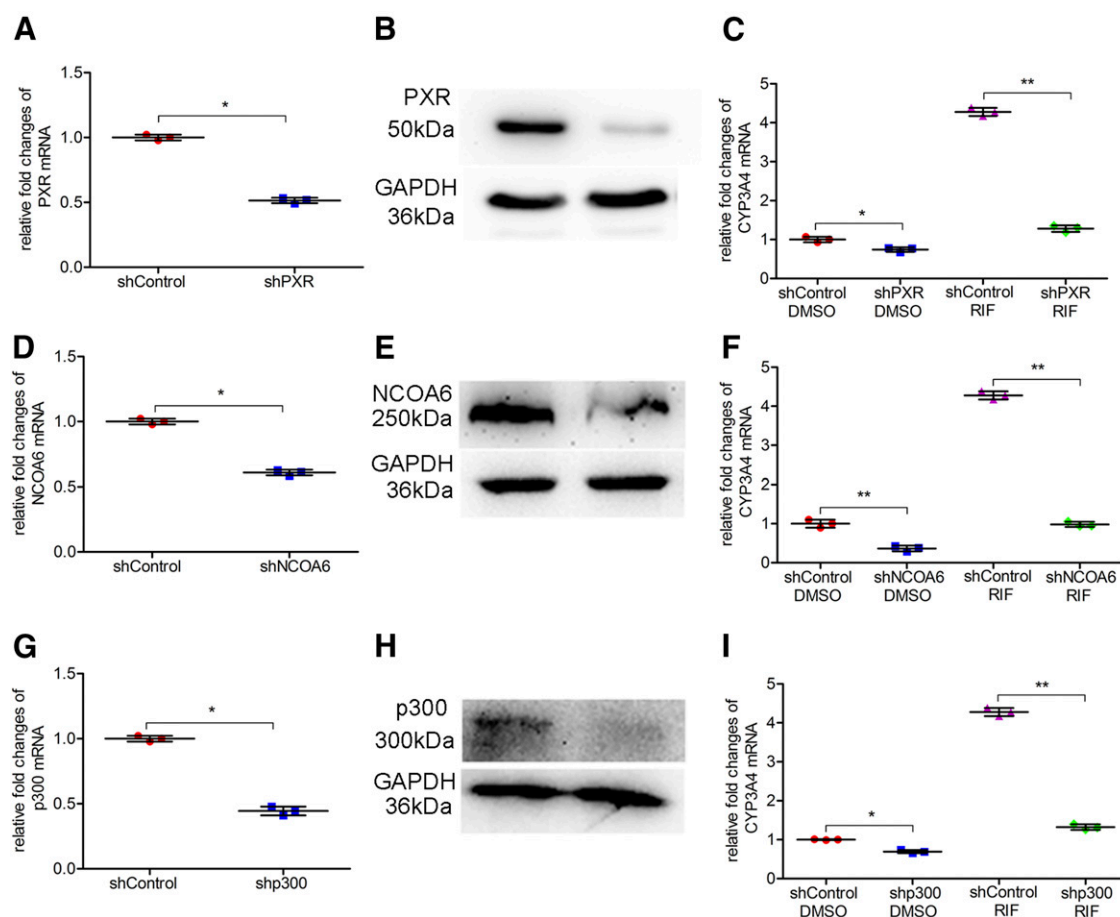 A
relative fold changes of
PXR mRNA
1.5
1.0
0.5
0.0
*
shControl
shPXR
B
PXR
50kDa
GAPDH
36kDa
C
relative fold changes of
CYP3A4 mRNA
5
4
3
2
1
0
*
**
shControl
DMSO
shPXR
DMSO
shControl
RIF
shPXR
RIF
D
relative fold changes of
NCOA6 mRNA
1.5
1.0
0.5
0.0
*
shControl
shNCOA6
E
NCOA6
250kDa
GAPDH
36kDa
F
relative fold changes of
CYP3A4 mRNA
5
4
3
2
1
0
**
**
shControl
DMSO
shNCOA6
DMSO
shControl
RIF
shNCOA6
RIF
G
relative fold changes of
p300 mRNA
1.5
1.0
0.5
0.0
*
shControl
shp300
H
p300
300kDa
GAPDH
36kDa
I
relative fold changes of
CYP3A4 mRNA
5
4
3
2
1
0
*
**
shControl
DMSO
shp300
DMSO
shControl
RIF
shp300
RIF